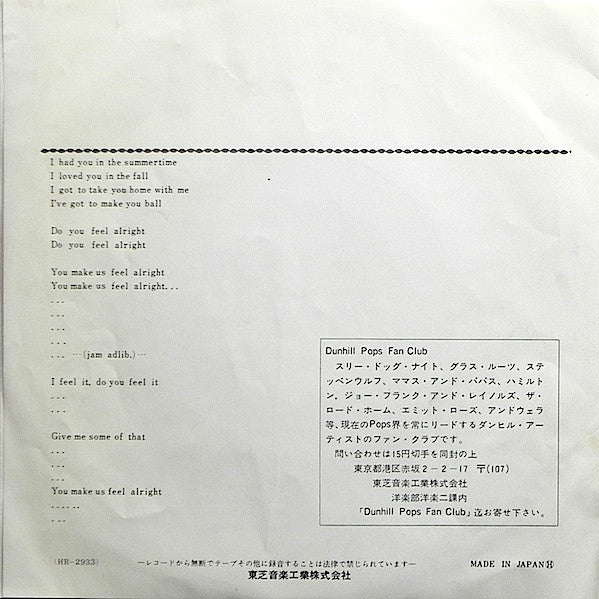 I had you in the summertime
I loved you in the fall
I got to take you home with me
I've got to make you ball
Do you feel alright
Do you feel alright
You make us feel alright
You make us feel alright...
...
...
...
...
... …(jam adlib.)…
I feel it, do you feel it
...
...
Give me some of that
...
...
...
You make us feel alright
......
...
Dunhill Pops Fan Club
スリー・ドッグ・ナイト、グラス・ルーツ、ステ
ッペンウルフ、ママス・アンド・パパス、ハミルト
ン、ジョー・フランク・アンド・レイノルズ、ザ・
ロード・ホーム、エミット・ローズ、アンドウェラ
等、現在のPops界を常にリードするダンヒル・アー
ティストのファン・クラブです。
問い合わせは15円切手を同封の上
東京都港区赤坂2－2－17 〒(107)
東芝音楽工業株式会社
洋楽部洋楽二課内
「Dunhill Pops Fan Club」迄お寄せ下さい。
(HR-2933)
―レコードから無断でテープその他に録音することは法律で禁じられています―
東芝音楽工業株式会社
MADE IN JAPAN Ⓗ